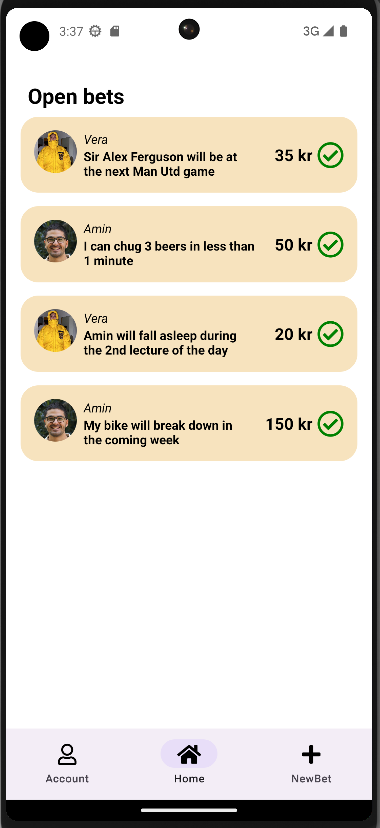 3:37
3G
Open bets
Vera
Sir Alex Ferguson will be at
the next Man Utd game
35 kr
Amin
I can chug 3 beers in less than
1 minute
50 kr
Vera
Amin will fall asleep during
the 2nd lecture of the day
20 kr
Amin
My bike will break down in
the coming week
150 kr
Account
Home
NewBet